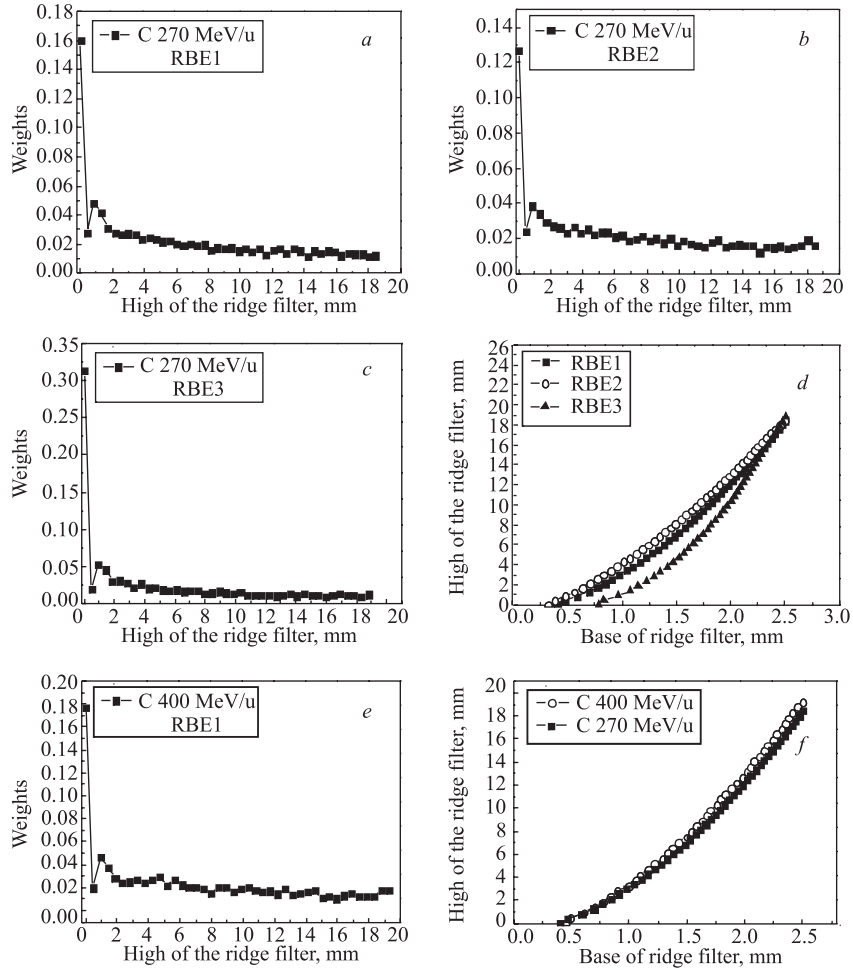 0.18
0.16
0.14
0.12
0.10
0.08
0.06
0.04
0.02
0.00
Weights
C 270 MeV/u
RBE1
a
0 2 4 6 8 10 12 14 16 18 20
High of the ridge filter, mm
0.14
0.12
0.10
0.08
0.06
0.04
0.02
0.00
Weights
C 270 MeV/u
RBE2
b
0 2 4 6 8 10 12 14 16 18 20
High of the ridge filter, mm
0.35
0.30
0.25
0.20
0.15
0.10
0.05
0.00
Weights
C 270 MeV/u
RBE3
c
0 2 4 6 8 10 12 14 16 18 20
High of the ridge filter, mm
26
24
22
20
18
16
14
12
10
8
6
4
2
0
High of the ridge filter, mm
RBE1
RBE2
RBE3
d
0.0 0.5 1.0 1.5 2.0 2.5 3.0
Base of ridge filter, mm
0.20
0.18
0.16
0.14
0.12
0.10
0.08
0.06
0.04
0.02
0.00
Weights
C 400 MeV/u
RBE1
e
0 2 4 6 8 10 12 14 16 18 20
High of the ridge filter, mm
20
18
16
14
12
10
8
6
4
2
0
High of the ridge filter, mm
C 400 MeV/u
C 270 MeV/u
f
0.0 0.5 1.0 1.5 2.0 2.5
Base of ridge filter, mm